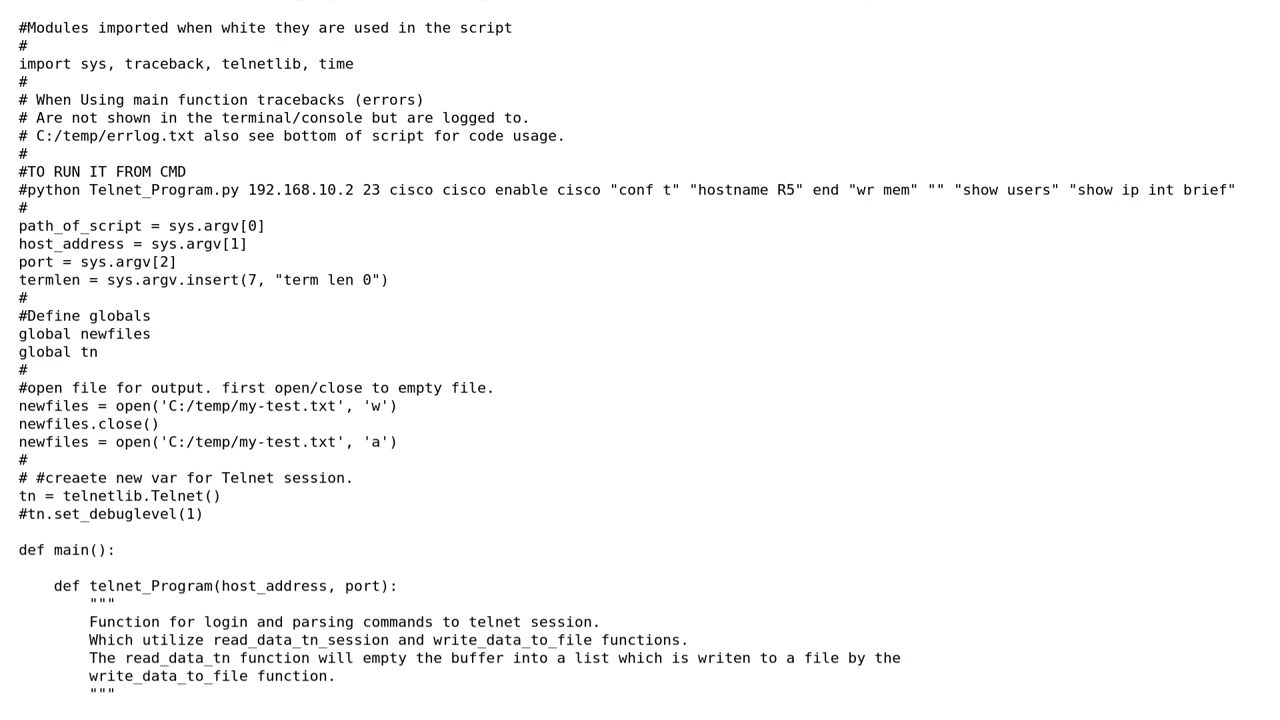 #Modules imported when white they are used in the script
#
import sys, traceback, telnetlib, time
#
# When Using main function tracebacks (errors)
# Are not shown in the terminal/console but are logged to.
# C:/temp/errlog.txt also see bottom of script for code usage.
#
#TO RUN IT FROM CMD
#python Telnet_Program.py 192.168.10.2 23 cisco cisco enable cisco "conf t" "hostname R5" end "wr mem" "" "show users" "show ip int brief"
#
path_of_script = sys.argv[0]
host_address = sys.argv[1]
port = sys.argv[2]
termlen = sys.argv.insert(7, "term len 0")
#
#Define globals
global newfiles
global tn
#
#open file for output. first open/close to empty file.
newfiles = open('C:/temp/my-test.txt', 'w')
newfiles.close()
newfiles = open('C:/temp/my-test.txt', 'a')
#
# #creaete new var for Telnet session.
tn = telnetlib.Telnet()
#tn.set_debuglevel(1)

def main():

    def telnet_Program(host_address, port):
        """
        Function for login and parsing commands to telnet session.
        Which utilize read_data_tn_session and write_data_to_file functions.
        The read_data_tn function will empty the buffer into a list which is writen to a file by the
        write_data_to_file function.
        """